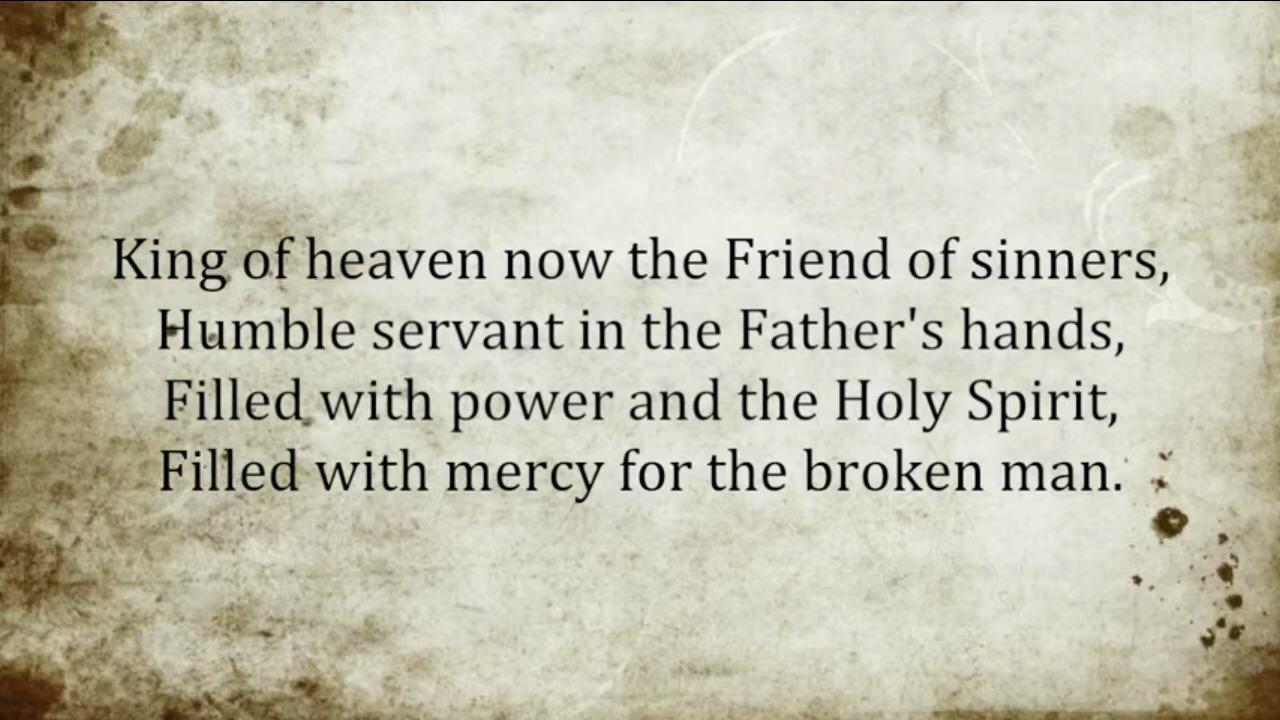 King of heaven now the Friend of sinners,
Humble servant in the Father's hands,
Filled with power and the Holy Spirit,
Filled with mercy for the broken man.